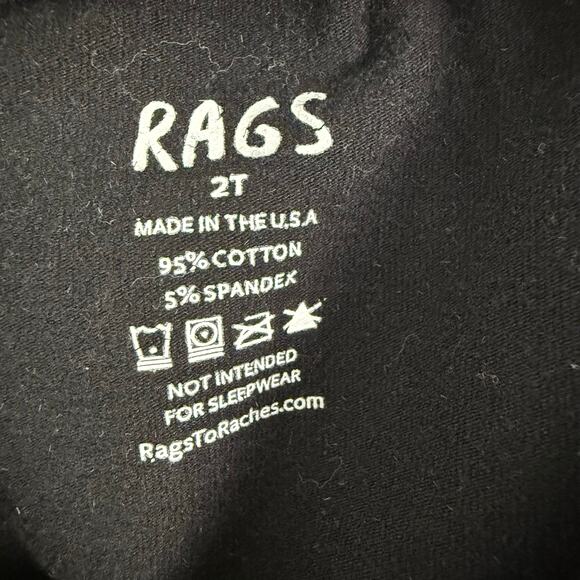 RAGS
2T
MADE IN THE U.S.A
95% COTTON
5% SPANDEX
NOT INTENDED
FOR SLEEPWEAR
RagsToRaches.com